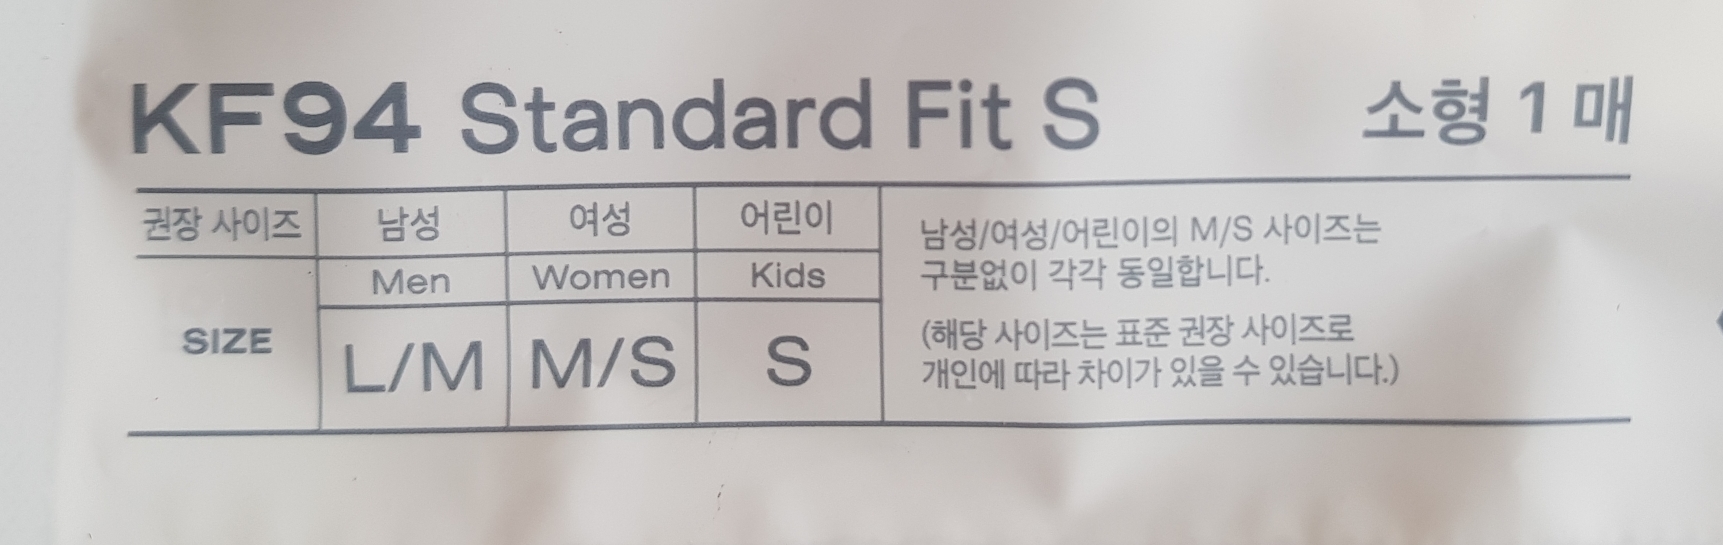 KF94 Standard Fit S 소형 1 매
권장 사이즈 남성 여성 어린이
Men Women Kids
SIZE L/M M/S S
남성/여성/어린이의 M/S 사이즈는
구분없이 각각 동일합니다.
(해당 사이즈는 표준 권장 사이즈로
개인에 따라 차이가 있을 수 있습니다.)